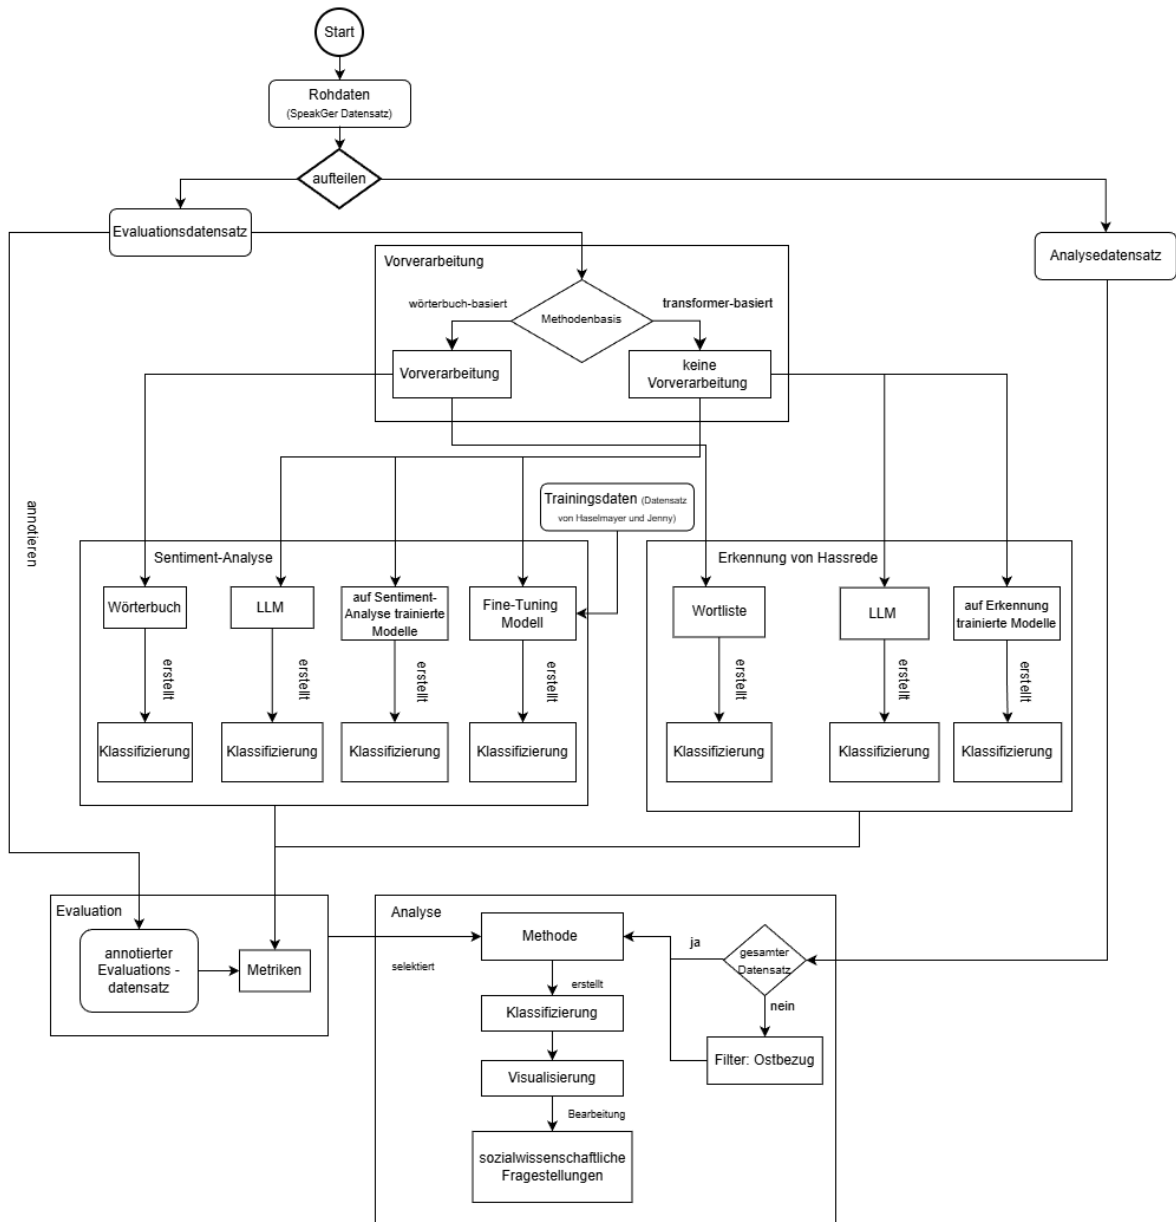 Start
Rohdaten
(SpeakGer Datensatz)
aufteilen
Evaluationsdatensatz
Analysedatensatz
Vorverarbeitung
wörterbuch-basiert
Methodenbasis
transformer-basiert
Vorverarbeitung
keine
Vorverarbeitung
annotieren
Trainingsdaten (Datensatz
von Haselmayer und Jenny)
Sentiment-Analyse
Wörterbuch
LLM
auf Sentiment-
Analyse trainierte
Modelle
Fine-Tuning
Modell
erstellt
erstellt
erstellt
erstellt
Klassifizierung
Klassifizierung
Klassifizierung
Klassifizierung
Erkennung von Hassrede
Wortliste
LLM
auf Erkennung
trainierte Modelle
erstellt
erstellt
erstellt
Klassifizierung
Klassifizierung
Klassifizierung
Evaluation
annotierter
Evaluations -
datensatz
Metriken
Analyse
selektiert
Methode
ja
gesamter
Datensatz
nein
Filter: Ostbezug
erstellt
Klassifizierung
Visualisierung
Bearbeitung
sozialwissenschaftliche
Fragestellungen